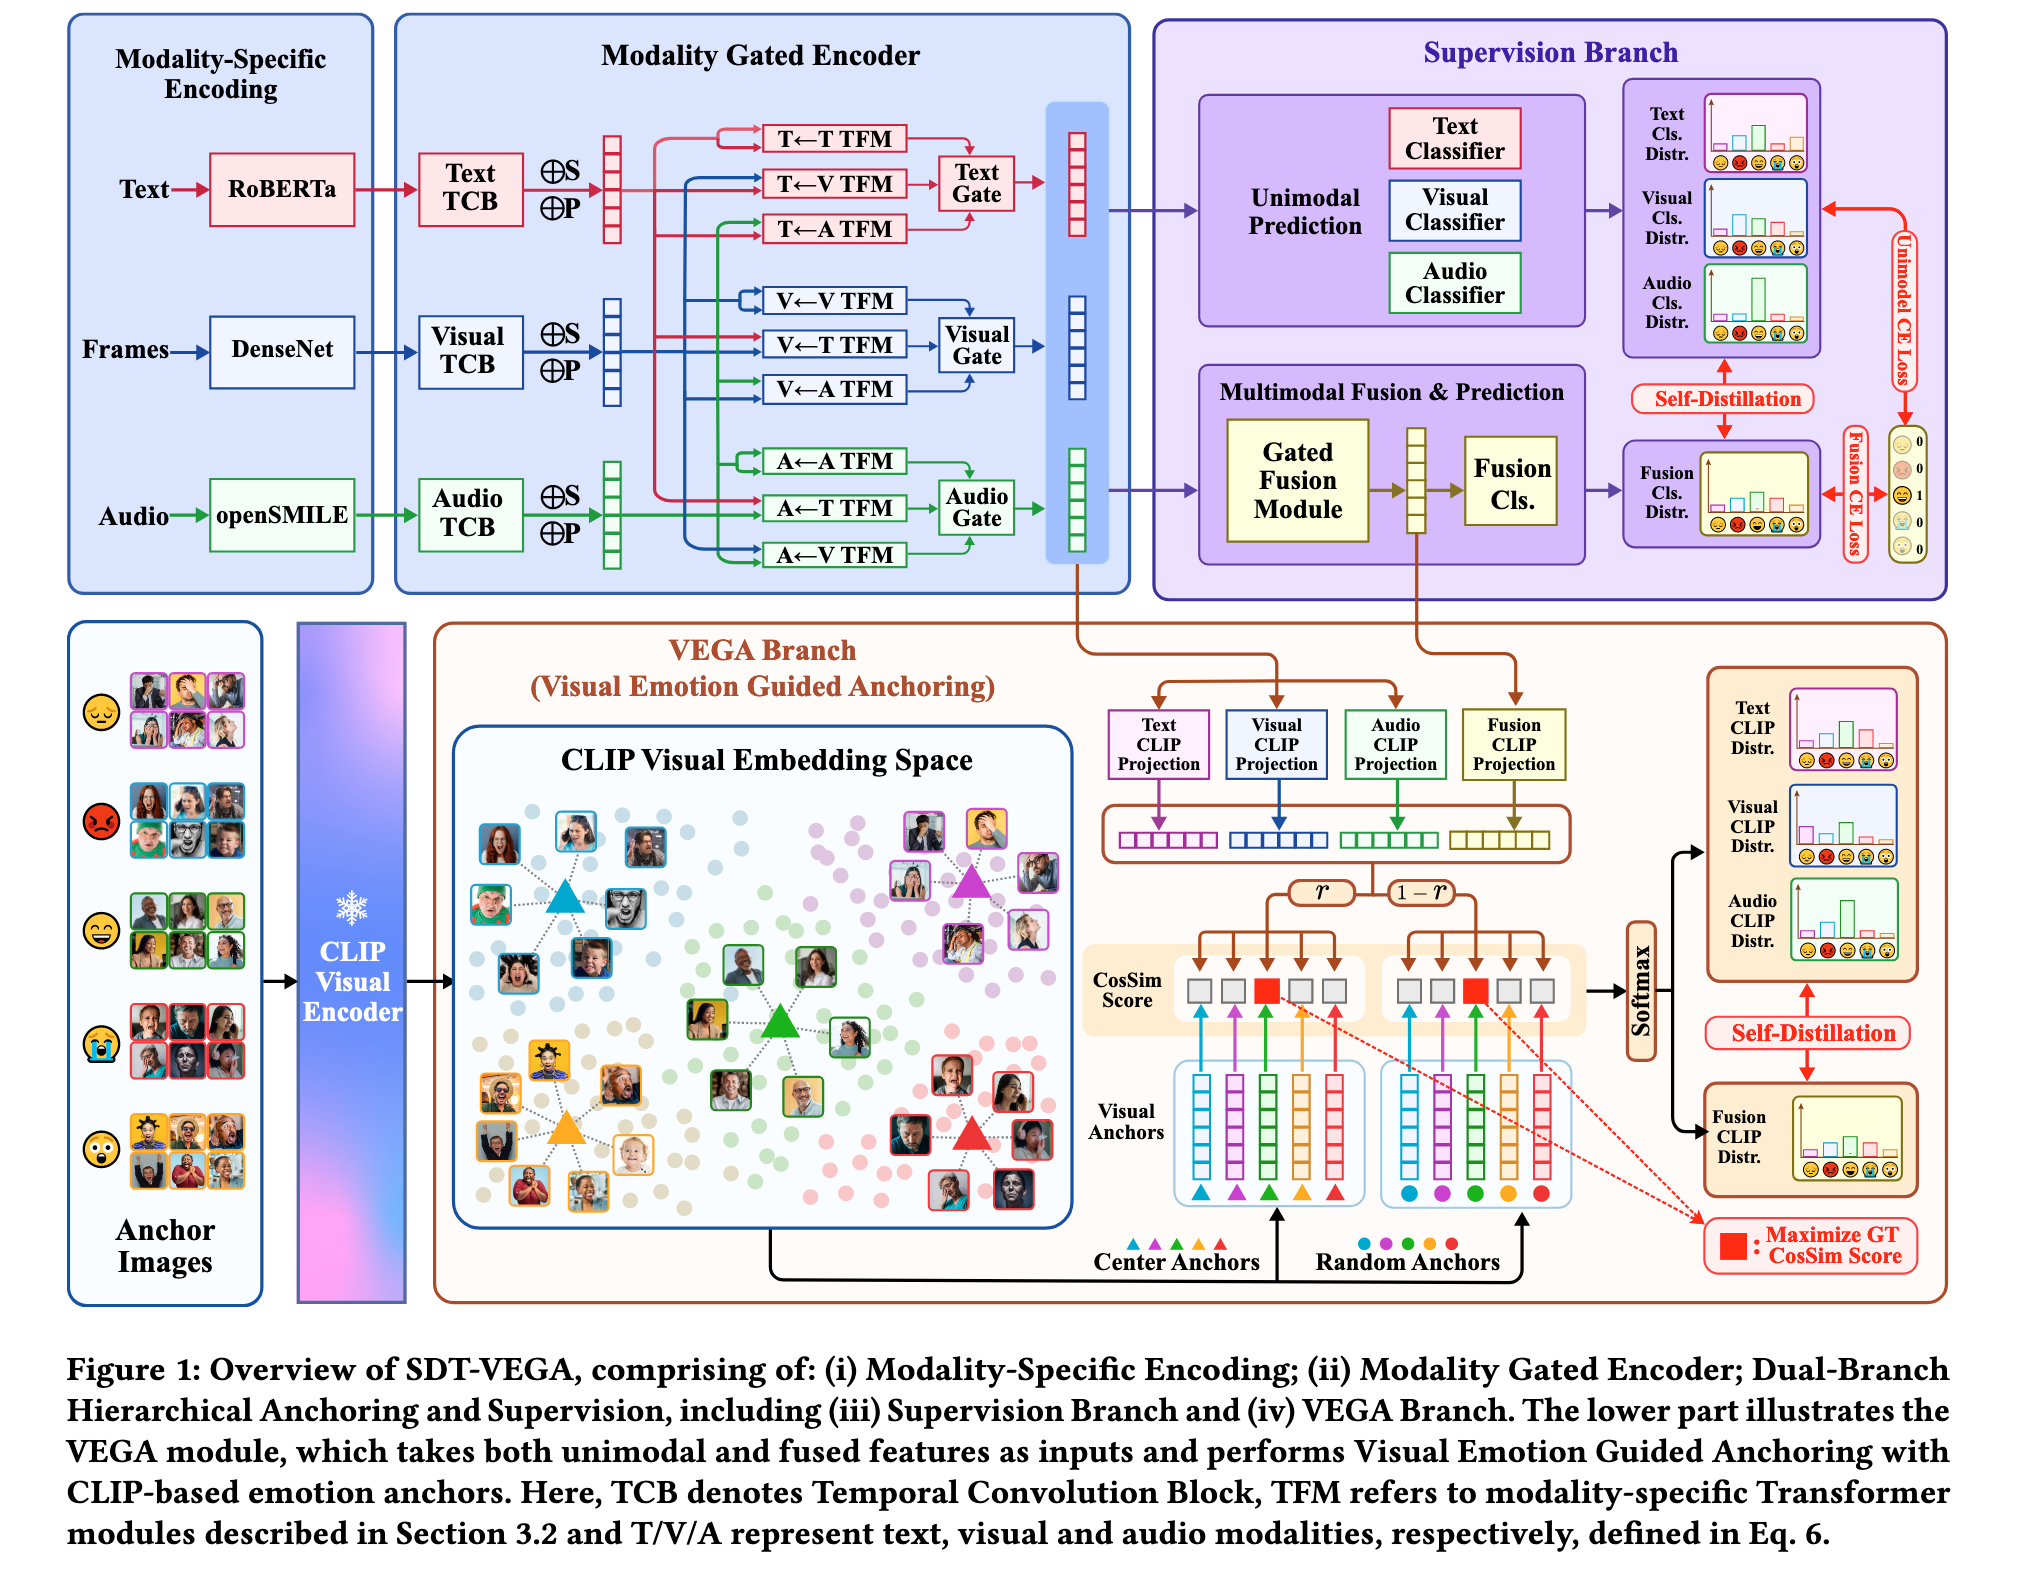 Modality-Specific
Encoding
Text
RoBERTa
Frames
DenseNet
Audio
openSMILE
Modality Gated Encoder
Text
TCB
⊕S
⊕P
Visual
TCB
⊕S
⊕P
Audio
TCB
⊕S
⊕P
T←T TFM
T←V TFM
T←A TFM
Text
Gate
V←V TFM
V←T TFM
V←A TFM
Visual
Gate
A←A TFM
A←T TFM
A←V TFM
Audio
Gate
Supervision Branch
Unimodal
Prediction
Text
Classifier
Visual
Classifier
Audio
Classifier
Text
Cls.
Distr.
Visual
Cls.
Distr.
Audio
Cls.
Distr.
Unimodel CE Loss
Self-Distillation
Multimodal Fusion & Prediction
Gated
Fusion
Module
Fusion
Cls.
Fusion
Cls.
Distr.
Fusion CE Loss
0
0
1
0
0
Anchor
Images
CLIP
Visual
Encoder
VEGA Branch
(Visual Emotion Guided Anchoring)
CLIP Visual Embedding Space
Text
CLIP
Projection
Visual
CLIP
Projection
Audio
CLIP
Projection
Fusion
CLIP
Projection
r
1 − r
CosSim
Score
Visual
Anchors
Center Anchors
Random Anchors
Softmax
Text
CLIP
Distr.
Visual
CLIP
Distr.
Audio
CLIP
Distr.
Self-Distillation
Fusion
CLIP
Distr.
: Maximize GT
CosSim Score
Figure 1: Overview of SDT-VEGA, comprising of: (i) Modality-Specific Encoding; (ii) Modality Gated Encoder; Dual-Branch
Hierarchical Anchoring and Supervision, including (iii) Supervision Branch and (iv) VEGA Branch. The lower part illustrates the
VEGA module, which takes both unimodal and fused features as inputs and performs Visual Emotion Guided Anchoring with
CLIP-based emotion anchors. Here, TCB denotes Temporal Convolution Block, TFM refers to modality-specific Transformer
modules described in Section 3.2 and T/V/A represent text, visual and audio modalities, respectively, defined in Eq. 6.